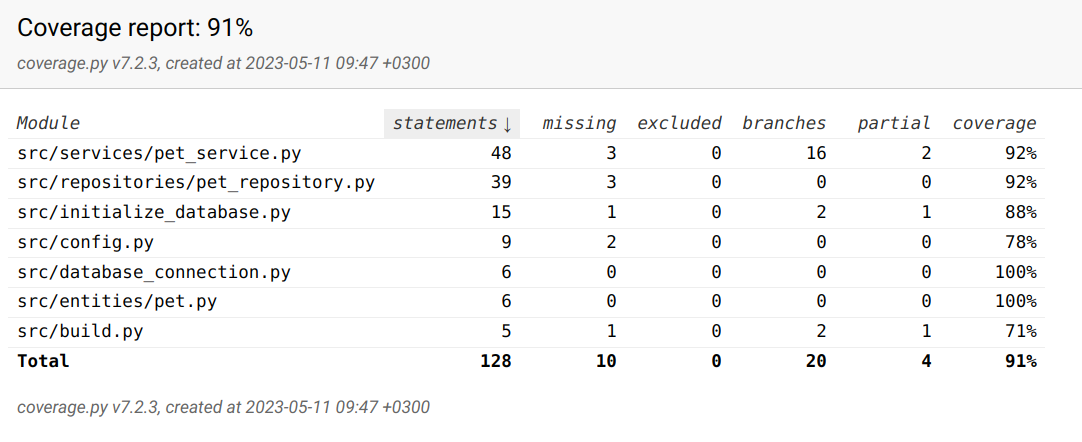 Coverage report: 91%
coverage.py v7.2.3, created at 2023-05-11 09:47 +0300
Module statements ↓ missing excluded branches partial coverage
src/services/pet_service.py 48 3 0 16 2 92%
src/repositories/pet_repository.py 39 3 0 0 0 92%
src/initialize_database.py 15 1 0 2 1 88%
src/config.py 9 2 0 0 0 78%
src/database_connection.py 6 0 0 0 0 100%
src/entities/pet.py 6 0 0 0 0 100%
src/build.py 5 1 0 2 1 71%
Total 128 10 0 20 4 91%
coverage.py v7.2.3, created at 2023-05-11 09:47 +0300